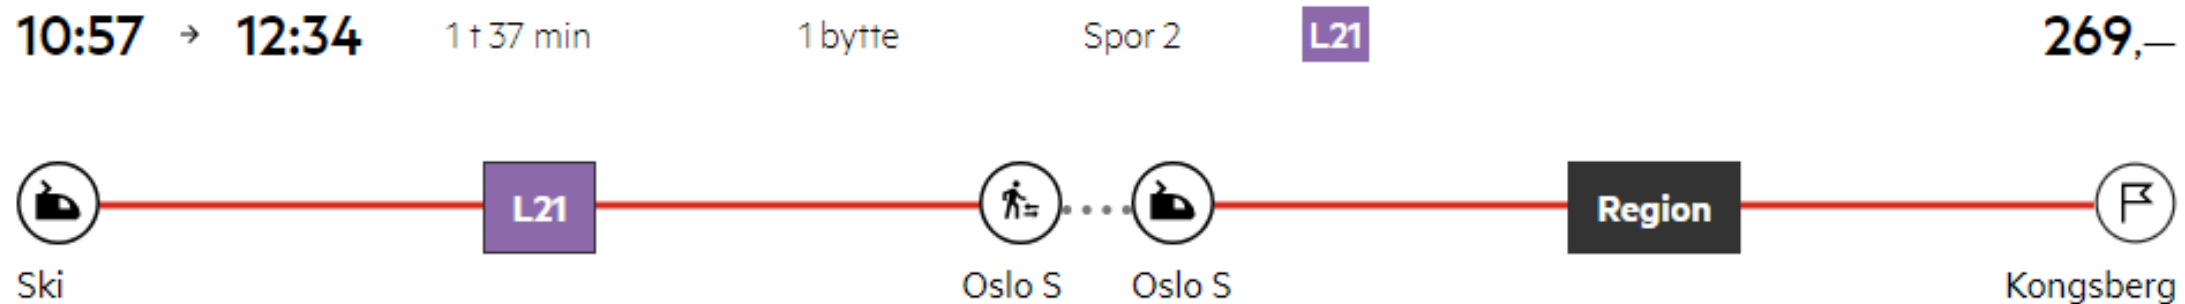 10:57 → 12:34 1 t 37 min 1 bytte Spor 2 L21 269,—
L21 Region
Ski Oslo S Oslo S Kongsberg